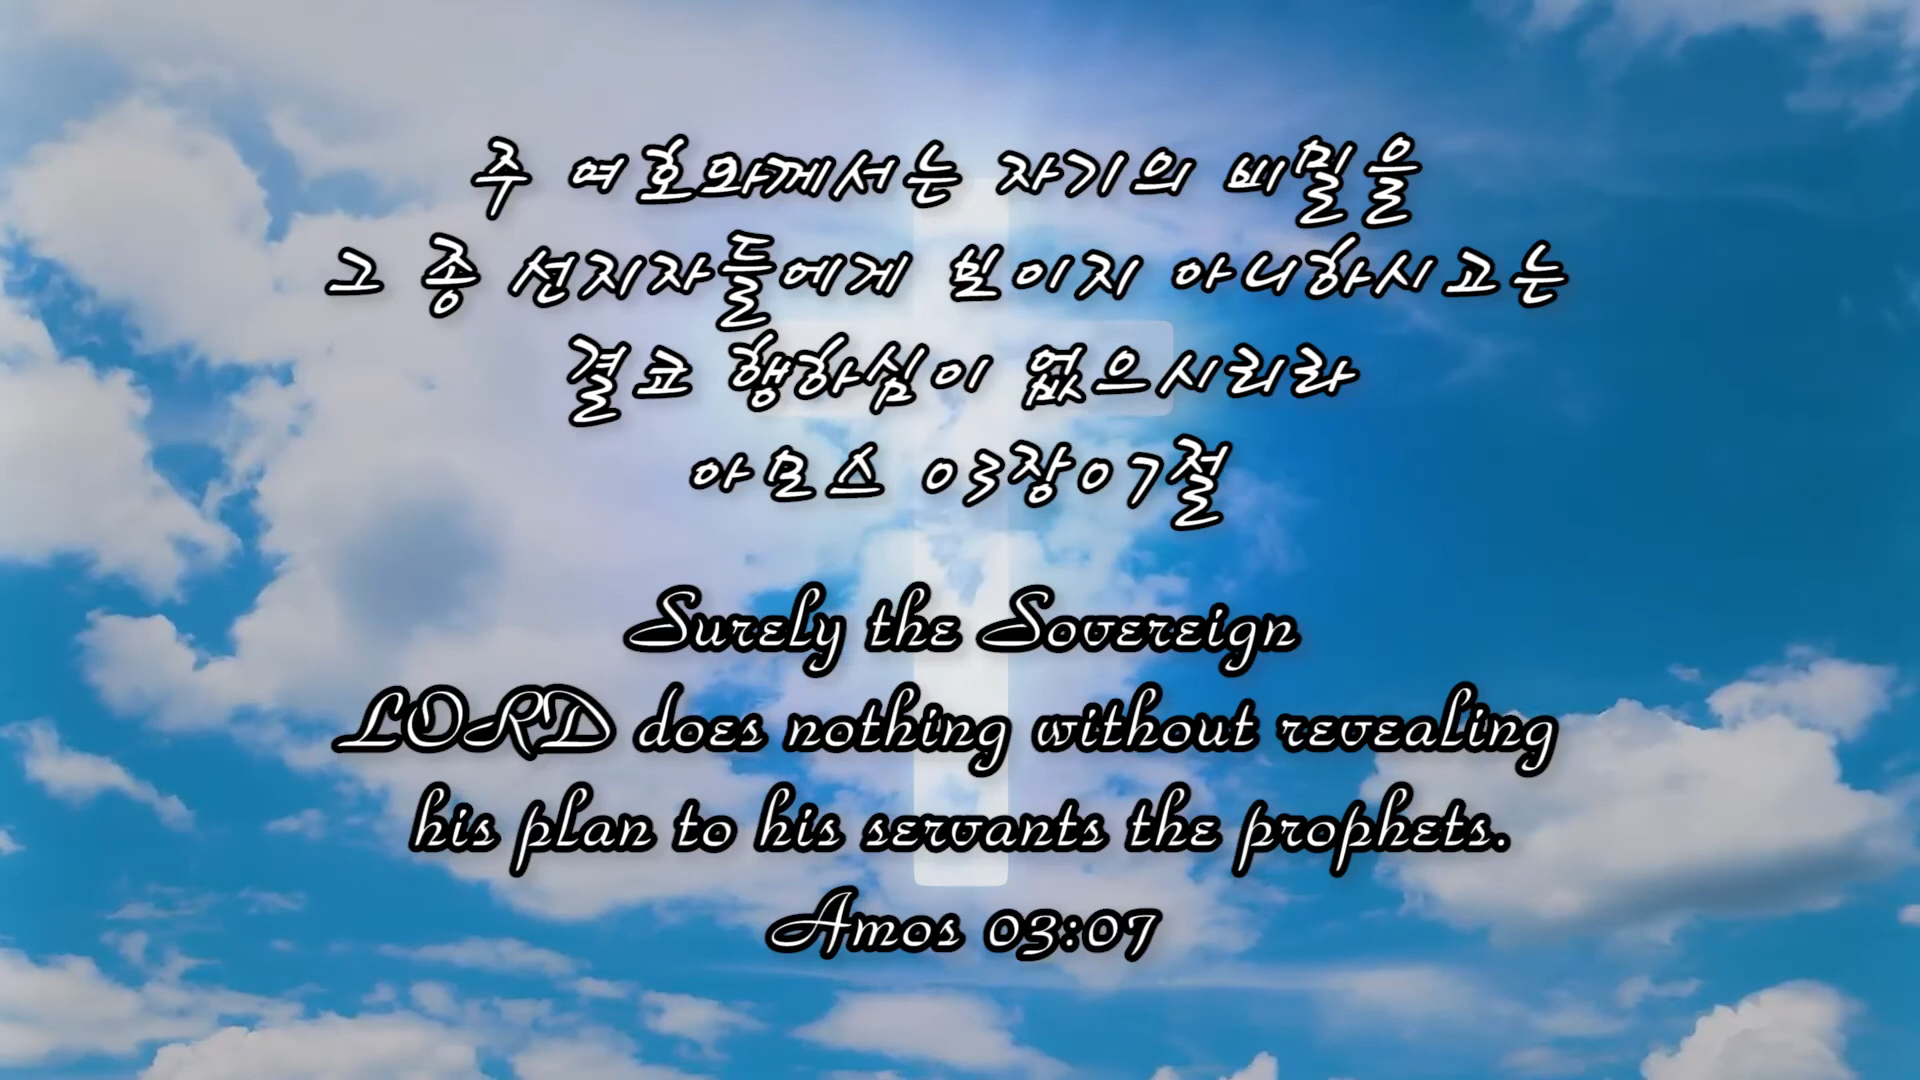 주 여호와께서는 자기의 비밀을
그 종 선지자들에게 보이지 아니하시고는
결코 행하심이 없으시리라
아모스 03장07절
Surely the Sovereign
LORD does nothing without revealing
his plan to his servants the prophets.
Amos 03:07